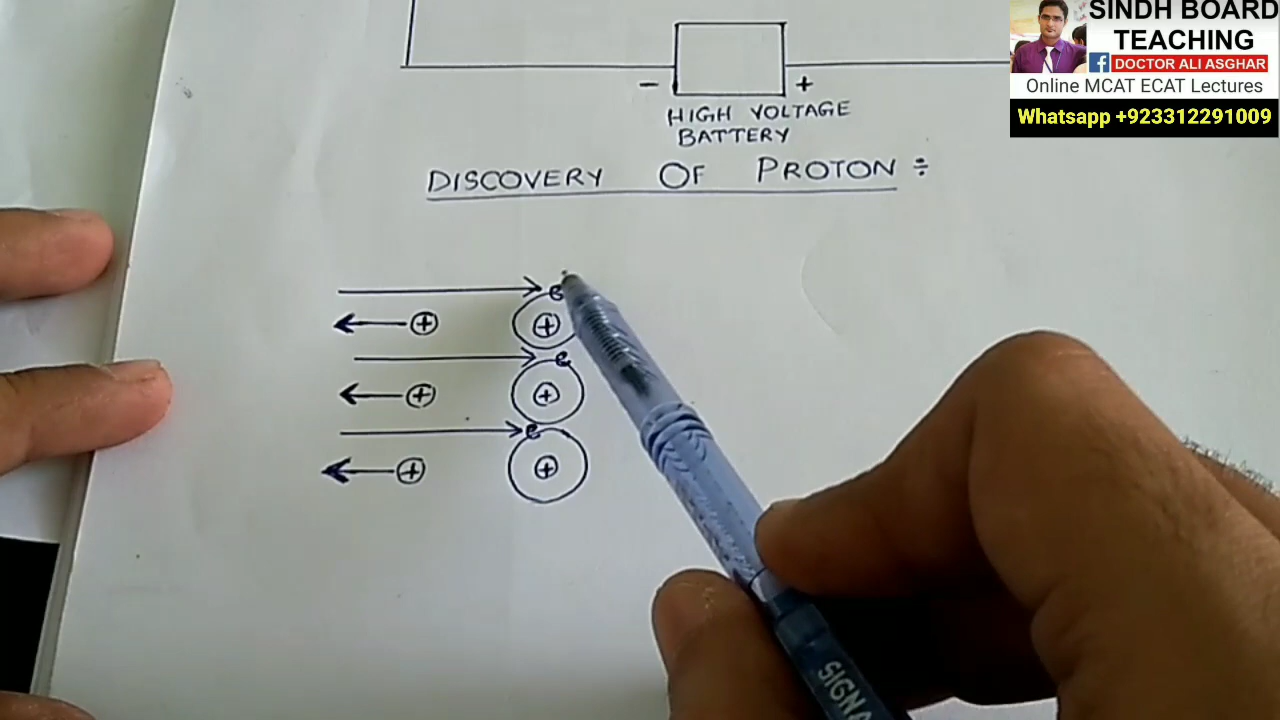 SINDH BOARD
TEACHING
f DOCTOR ALI ASGHAR
Online MCAT ECAT Lectures
Whatsapp +923312291009
− +
HIGH VOLTAGE
BATTERY
DISCOVERY OF PROTON ÷
e
+ +
e
+ +
e
+ +
SIGNA